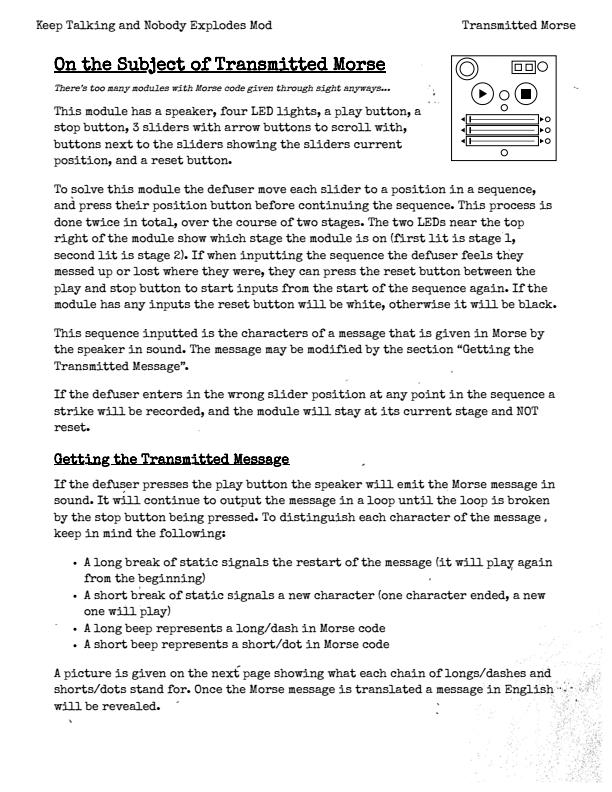 Keep Talking and Nobody Explodes Mod Transmitted Morse
On the Subject of Transmitted Morse
There's too many modules with Morse code given through sight anyways...
This module has a speaker, four LED lights, a play button, a
stop button, 3 sliders with arrow buttons to scroll with,
buttons next to the sliders showing the sliders current
position, and a reset button.
To solve this module the defuser move each slider to a position in a sequence,
and press their position button before continuing the sequence. This process is
done twice in total, over the course of two stages. The two LEDs near the top
right of the module show which stage the module is on (first lit is stage 1,
second lit is stage 2). If when inputting the sequence the defuser feels they
messed up or lost where they were, they can press the reset button between the
play and stop button to start inputs from the start of the sequence again. If the
module has any inputs the reset button will be white, otherwise it will be black.
This sequence inputted is the characters of a message that is given in Morse by
the speaker in sound. The message may be modified by the section “Getting the
Transmitted Message”.
If the defuser enters in the wrong slider position at any point in the sequence a
strike will be recorded, and the module will stay at its current stage and NOT
reset.
Getting the Transmitted Message
If the defuser presses the play button the speaker will emit the Morse message in
sound. It will continue to output the message in a loop until the loop is broken
by the stop button being pressed. To distinguish each character of the message,
keep in mind the following:
• A long break of static signals the restart of the message (it will play again
from the beginning)
• A short break of static signals a new character (one character ended, a new
one will play)
• A long beep represents a long/dash in Morse code
• A short beep represents a short/dot in Morse code
A picture is given on the next page showing what each chain of longs/dashes and
shorts/dots stand for. Once the Morse message is translated a message in English
will be revealed.